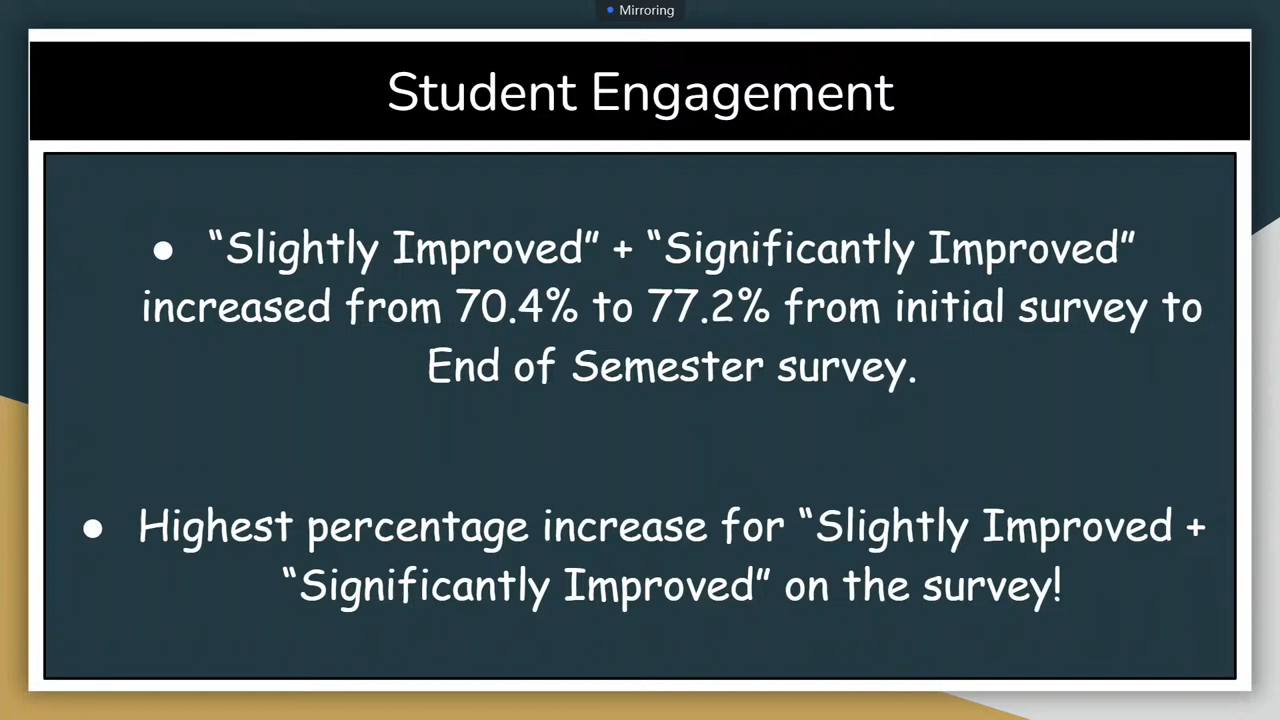 Mirroring
Student Engagement
● “Slightly Improved” + “Significantly Improved”
increased from 70.4% to 77.2% from initial survey to
End of Semester survey.
● Highest percentage increase for “Slightly Improved +
“Significantly Improved” on the survey!